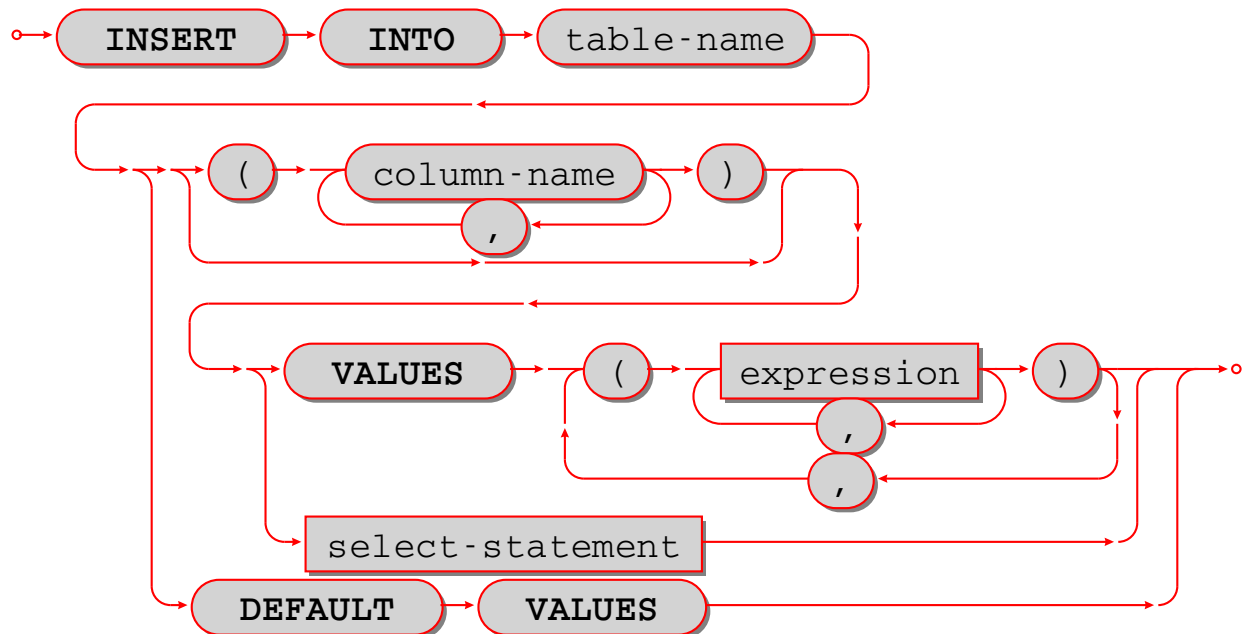 INSERT INTO table-name
( column-name )
,
VALUES ( expression )
,
,
select-statement
DEFAULT VALUES